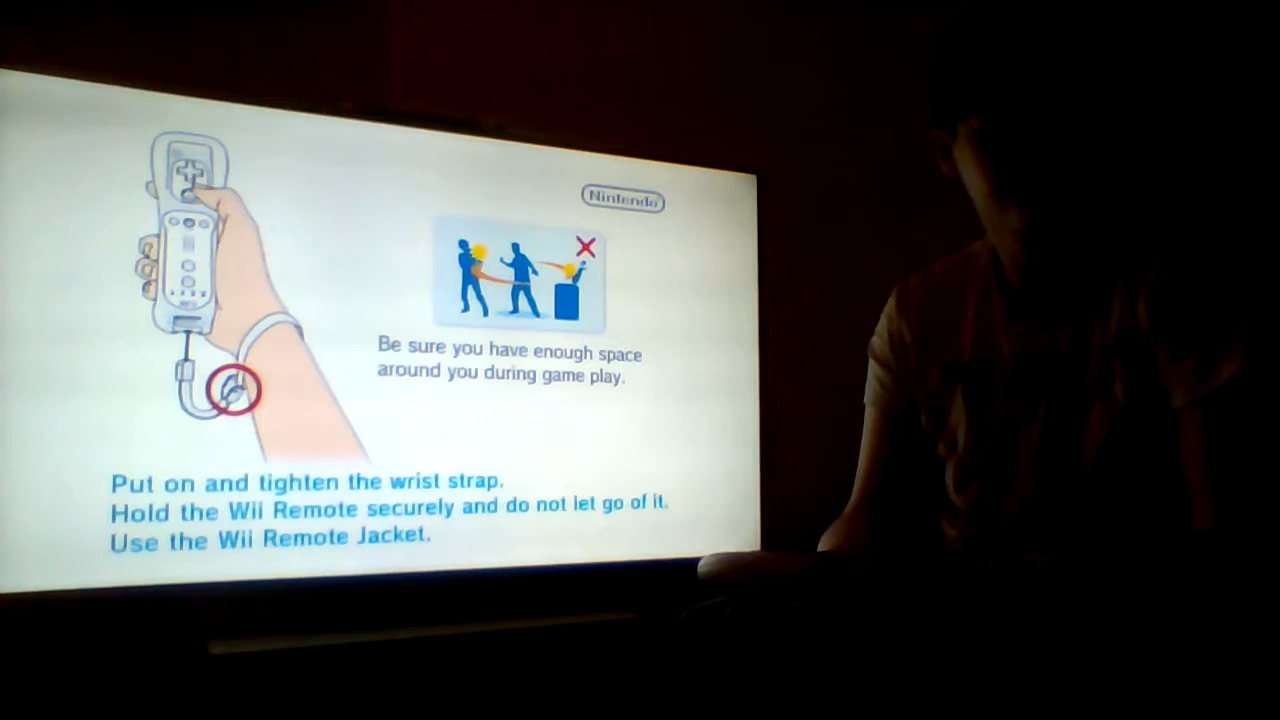 Nintendo
Be sure you have enough space
around you during game play.
Put on and tighten the wrist strap.
Hold the Wii Remote securely and do not let go of it.
Use the Wii Remote Jacket.